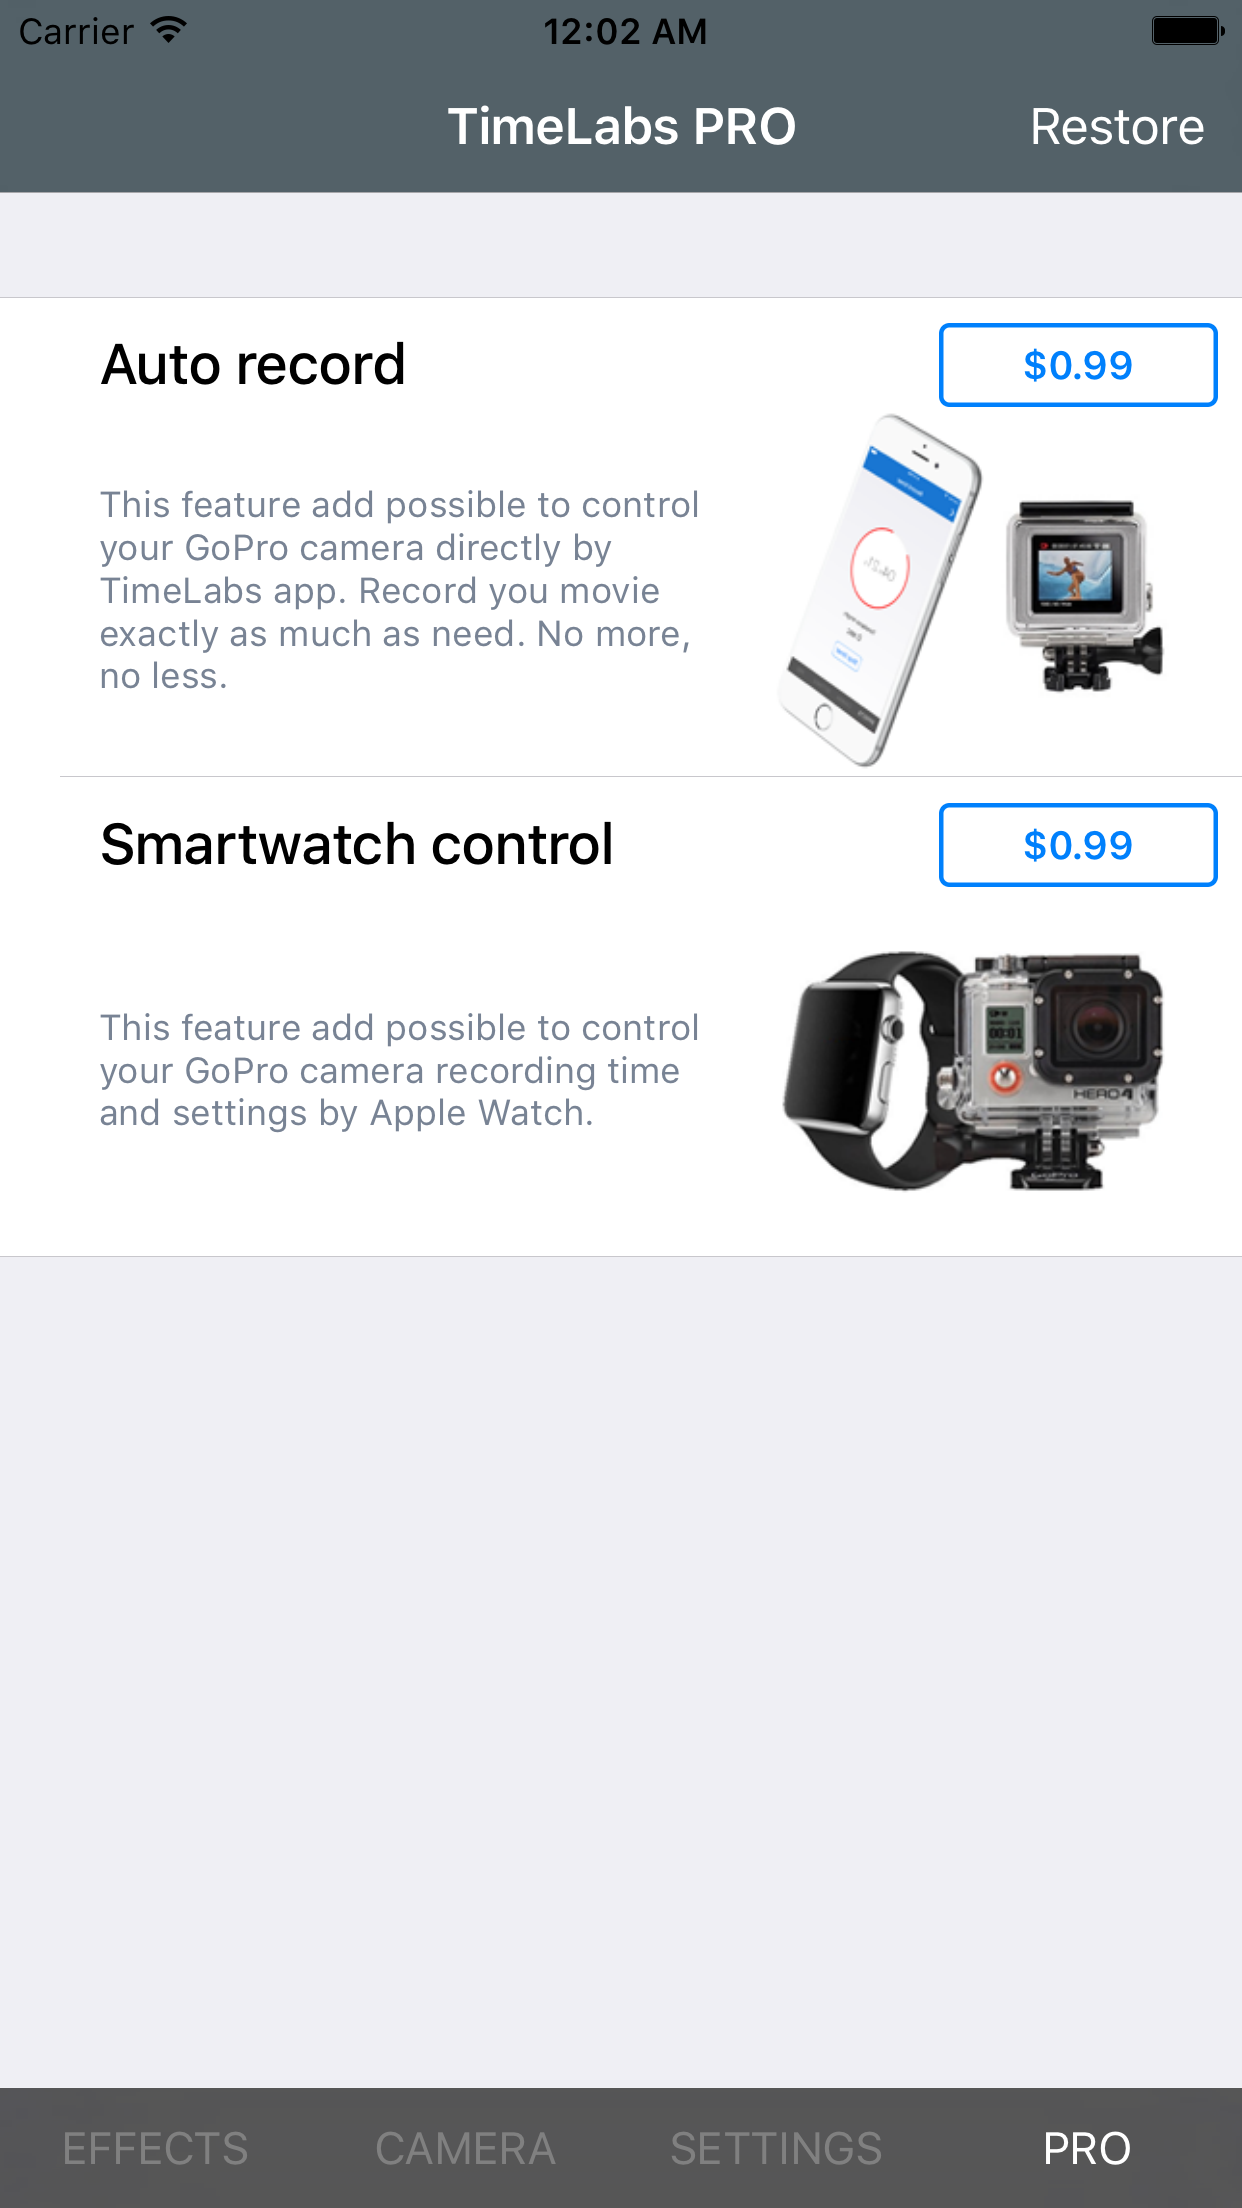 Carrier 12:02 AM
TimeLabs PRO Restore
Auto record $0.99
This feature add possible to control
your GoPro camera directly by
TimeLabs app. Record you movie
exactly as much as need. No more,
no less.
Smartwatch control $0.99
This feature add possible to control
your GoPro camera recording time
and settings by Apple Watch.
00:01
HERO4
GoPro
EFFECTS CAMERA SETTINGS PRO